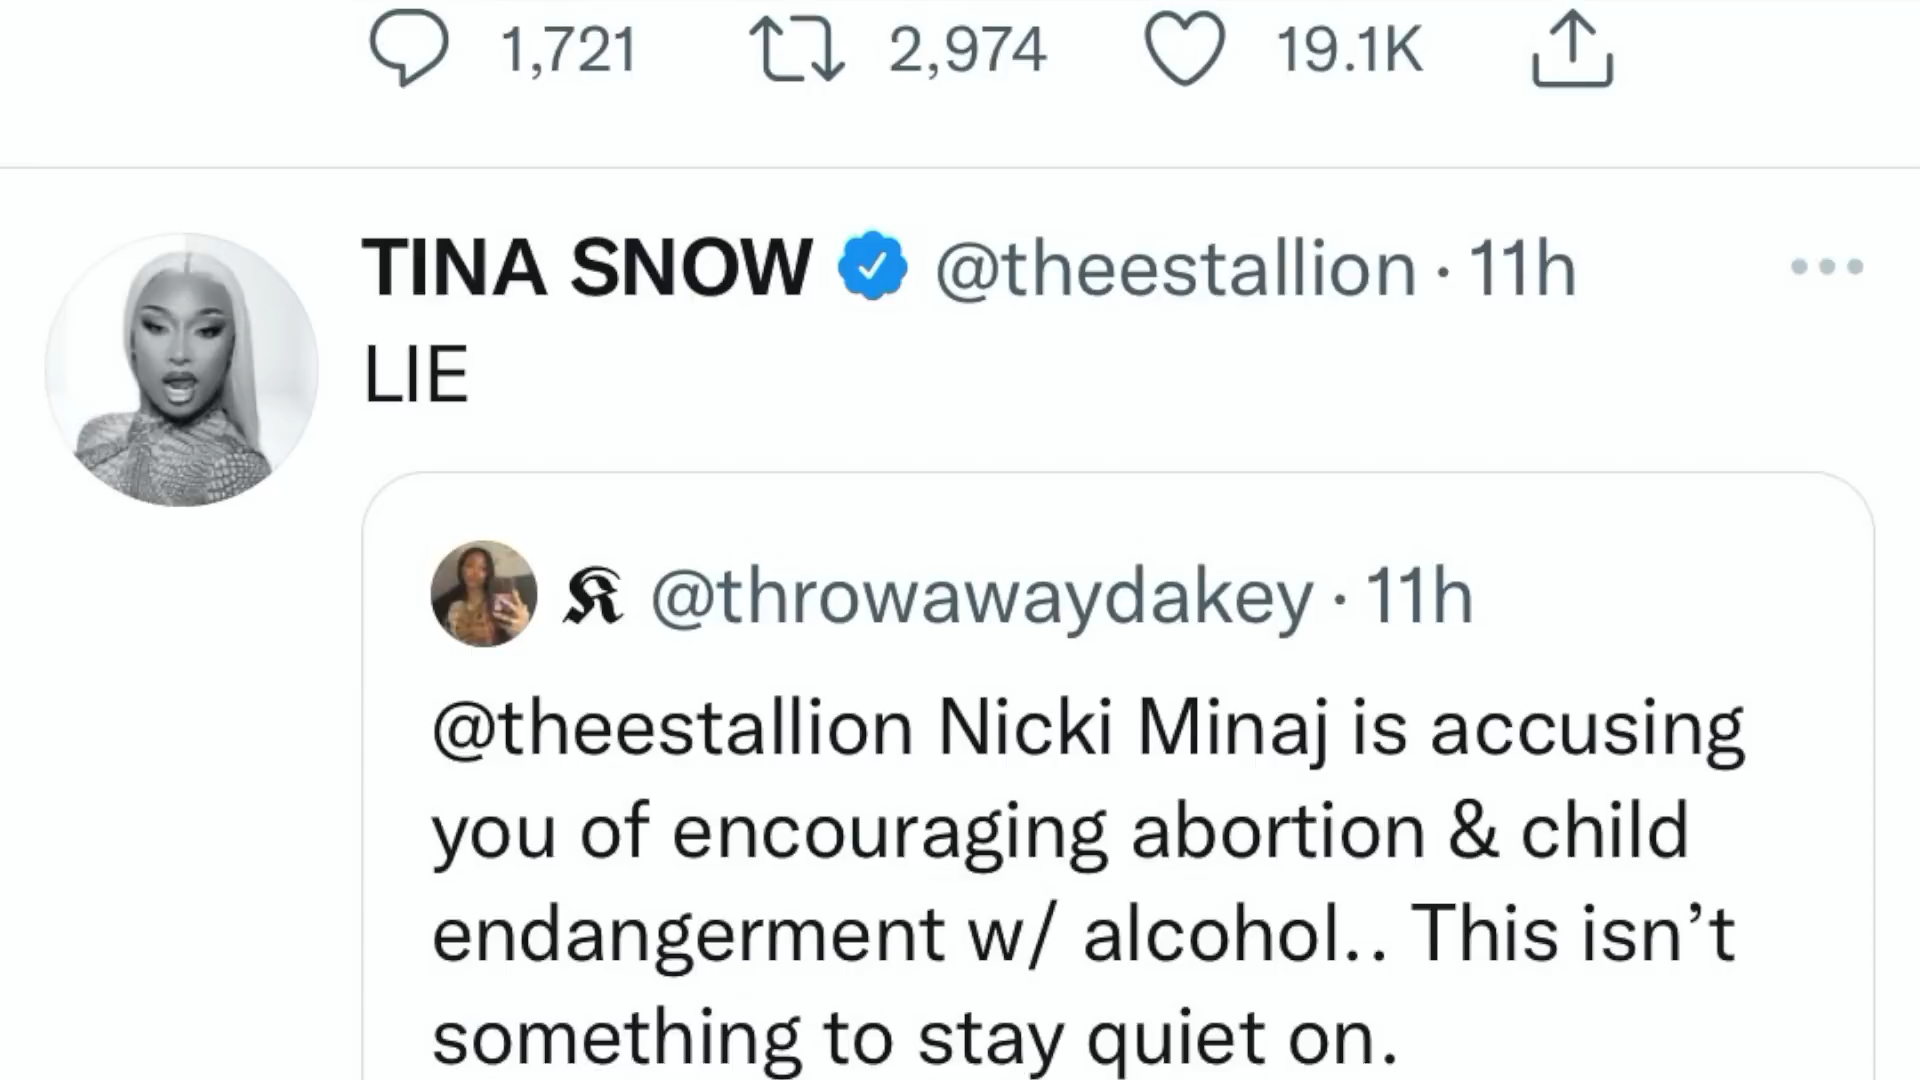 1,721 2,974 19.1K
TINA SNOW @theestallion · 11h
LIE
𝕶 @throwawaydakey · 11h
@theestallion Nicki Minaj is accusing
you of encouraging abortion & child
endangerment w/ alcohol.. This isn’t
something to stay quiet on.